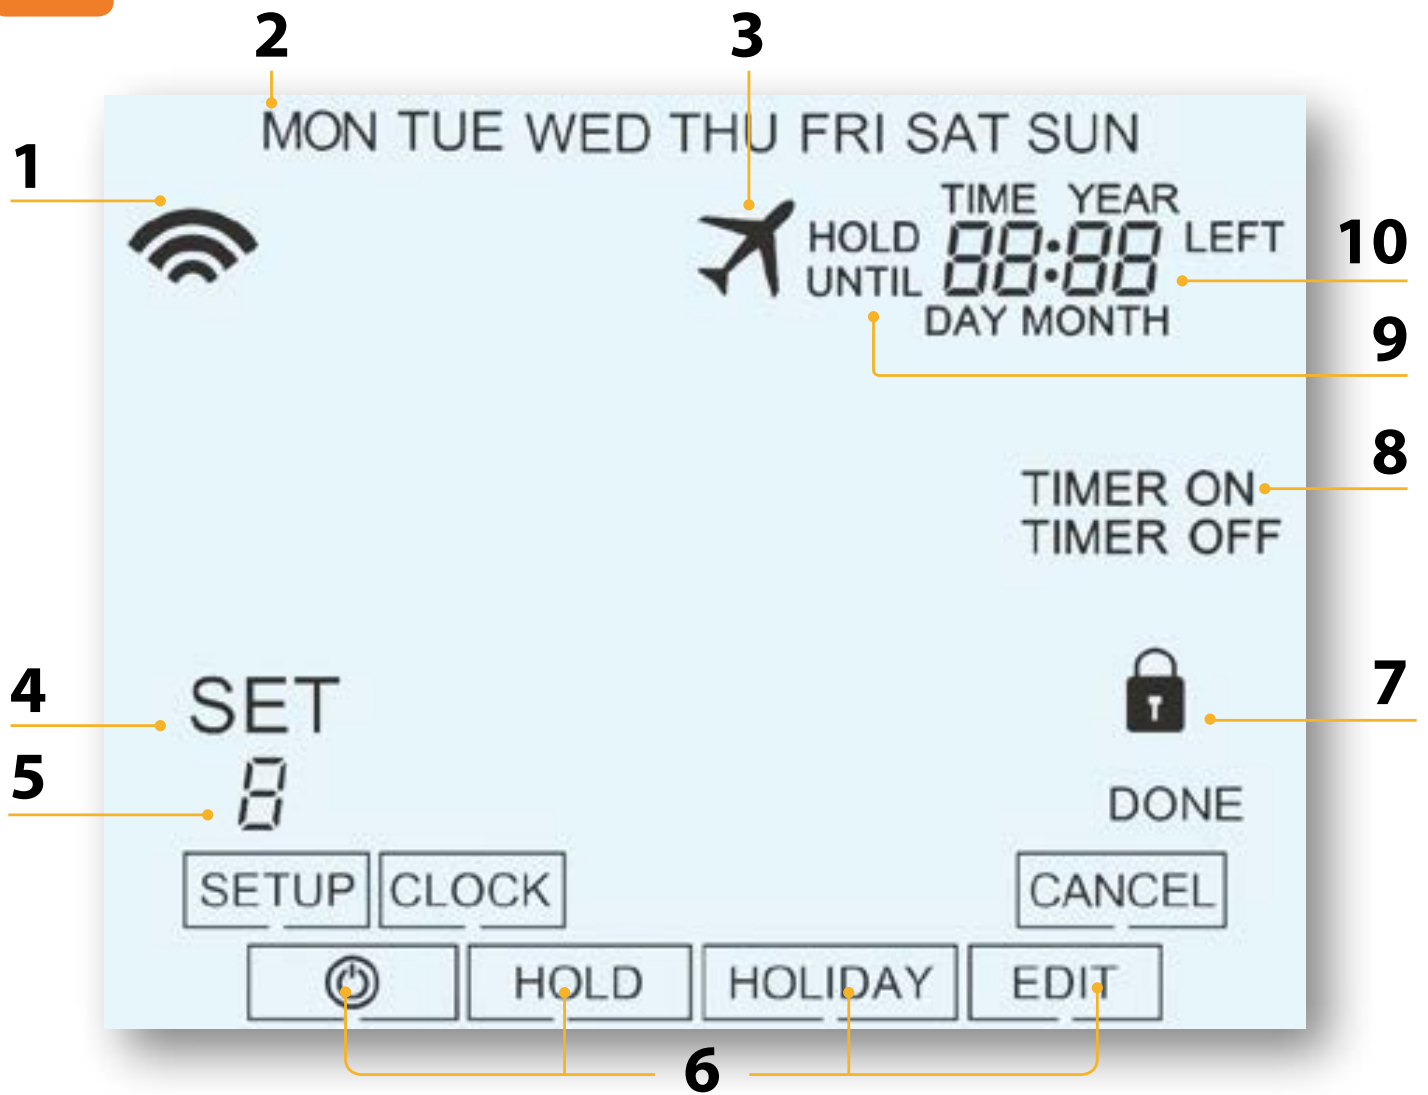 2 3
MON TUE WED THU FRI SAT SUN
1
TIME YEAR
HOLD 88:88 LEFT
UNTIL
DAY MONTH
10
9
8
TIMER ON
TIMER OFF
4
SET
7
5
8
DONE
SETUP CLOCK CANCEL
HOLD HOLIDAY EDIT
6